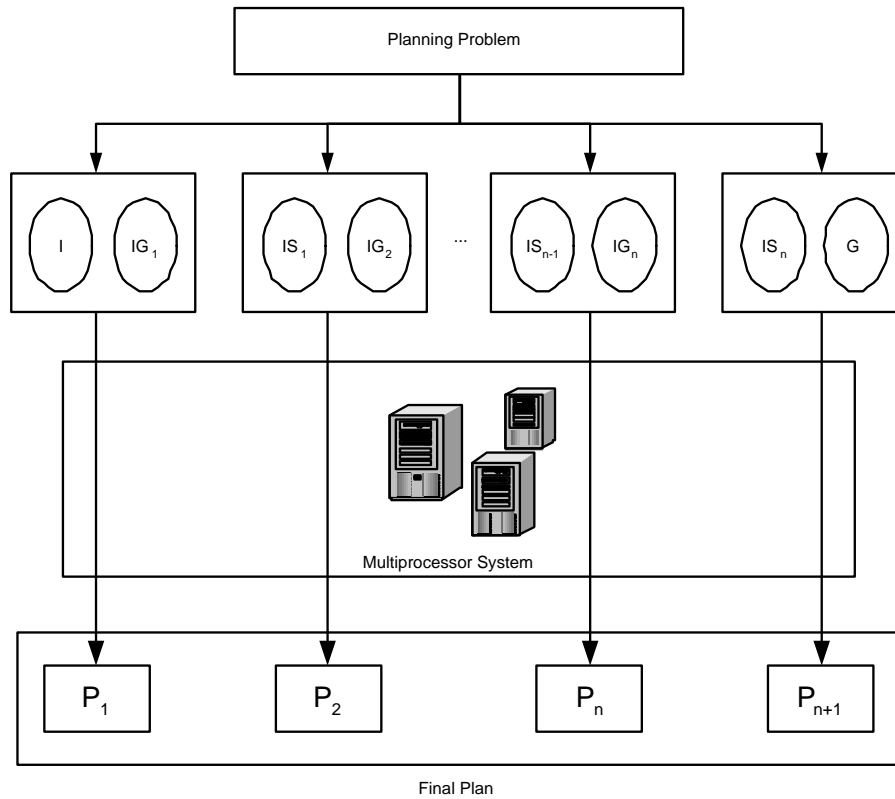 Planning Problem
I IG1 IS1 IG2 ... ISn-1 IGn ISn G
Multiprocessor System
P1 P2 Pn Pn+1
Final Plan